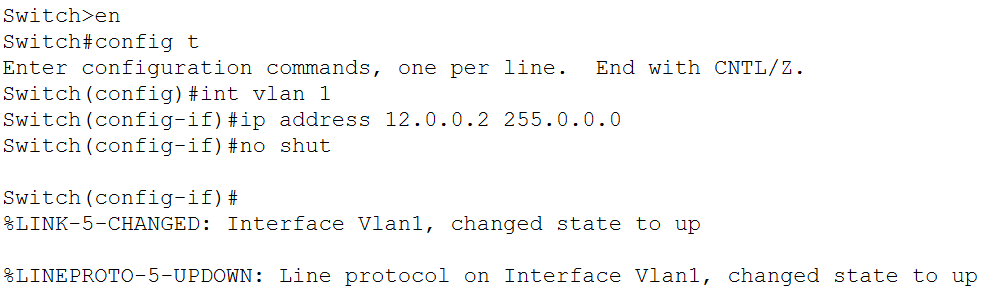 Switch>en
Switch#config t
Enter configuration commands, one per line.  End with CNTL/Z.
Switch(config)#int vlan 1
Switch(config-if)#ip address 12.0.0.2 255.0.0.0
Switch(config-if)#no shut
Switch(config-if)#
%LINK-5-CHANGED: Interface Vlan1, changed state to up
%LINEPROTO-5-UPDOWN: Line protocol on Interface Vlan1, changed state to up